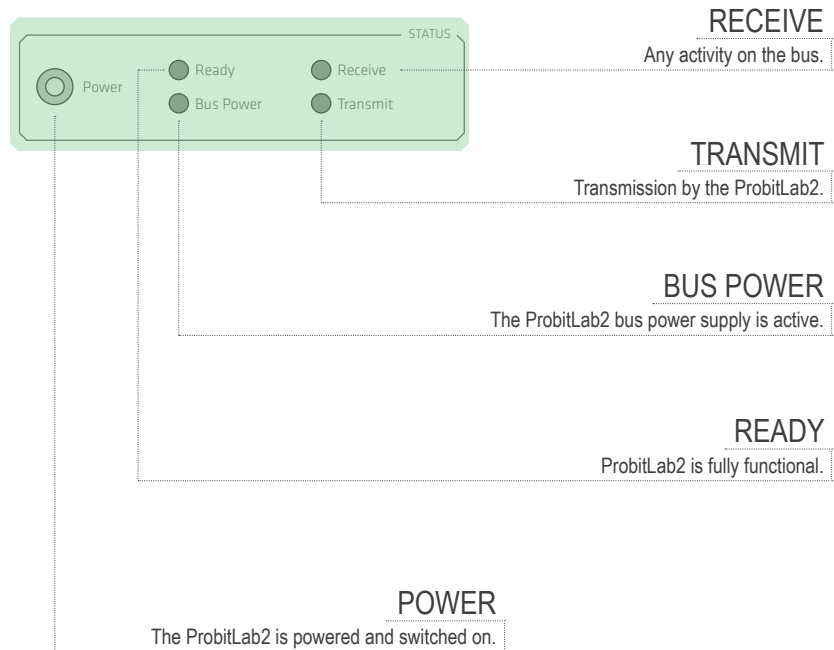 STATUS
Power
Ready
Receive
Bus Power
Transmit
RECEIVE
Any activity on the bus.
TRANSMIT
Transmission by the ProbitLab2.
BUS POWER
The ProbitLab2 bus power supply is active.
READY
ProbitLab2 is fully functional.
POWER
The ProbitLab2 is powered and switched on.